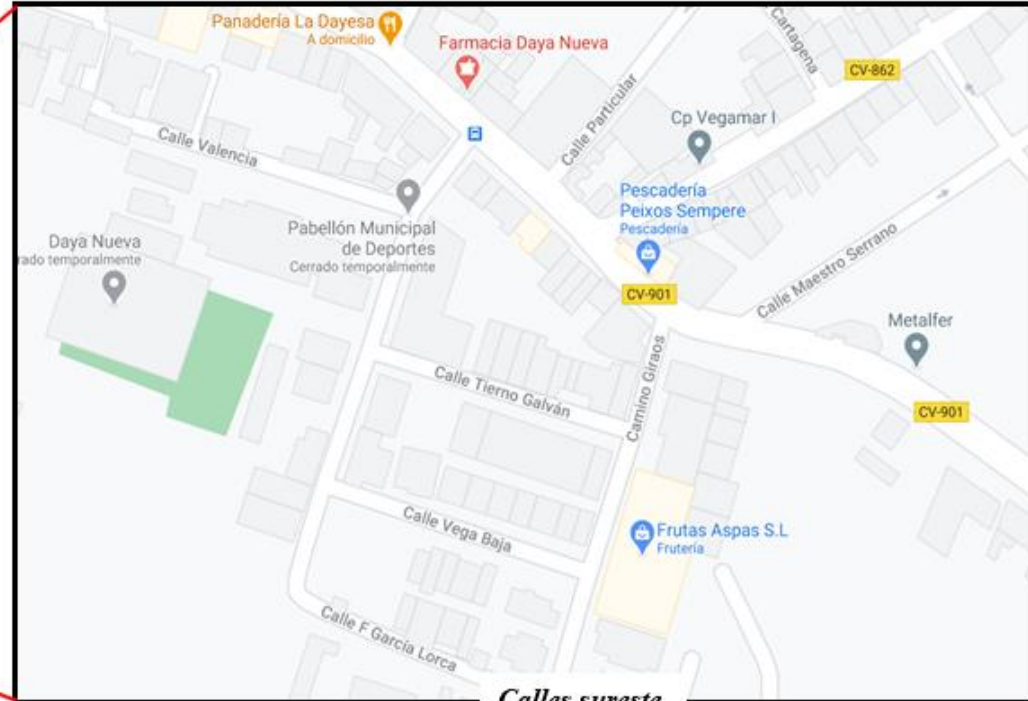 Panadería La Dayesa
A domicilio
Farmacia Daya Nueva
Cartagena
CV-862
Calle Particular
Cp Vegamar I
Calle Valencia
Pescadería
Peixos Sempere
Pescadería
Pabellón Municipal
de Deportes
Cerrado temporalmente
Daya Nueva
rado temporalmente
CV-901
Calle Maestro Serrano
Metalfer
Camino Giraos
Calle Tierno Galván
CV-901
Calle Vega Baja
Frutas Aspas S.L
Frutería
Calle F García Lorca
Calles sureste